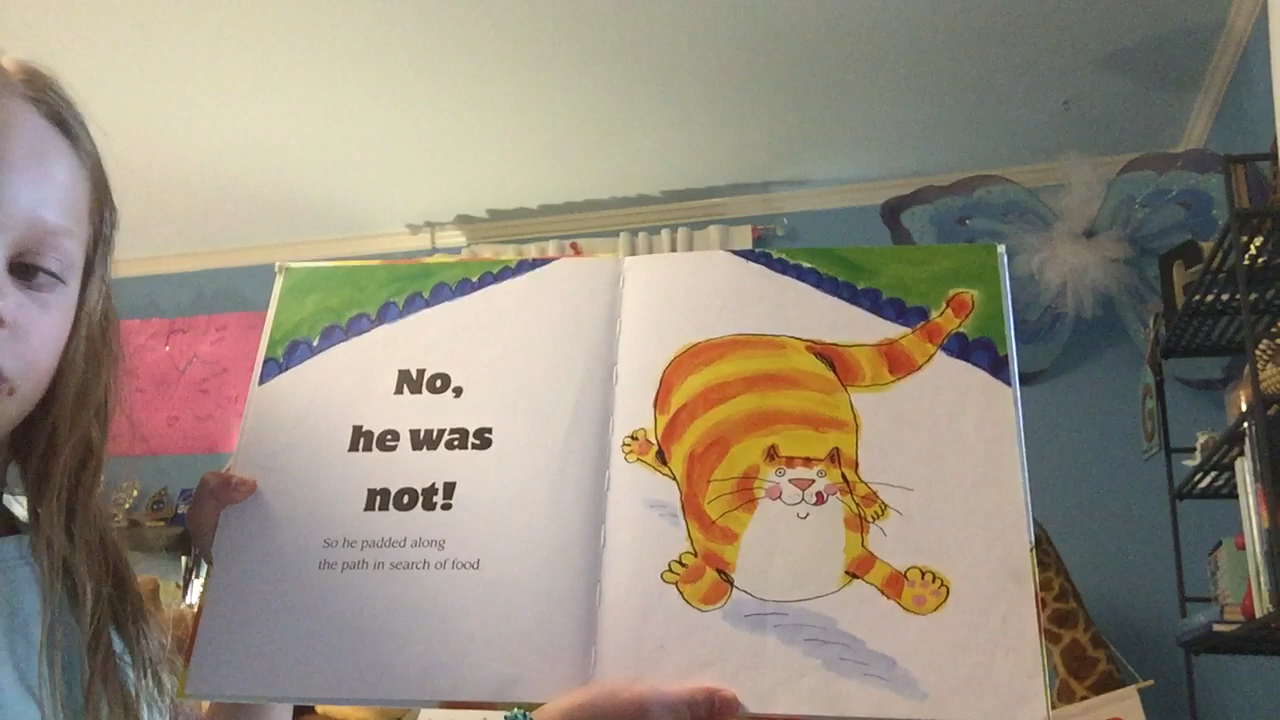 No,
he was
not!
So he padded along
the path in search of food